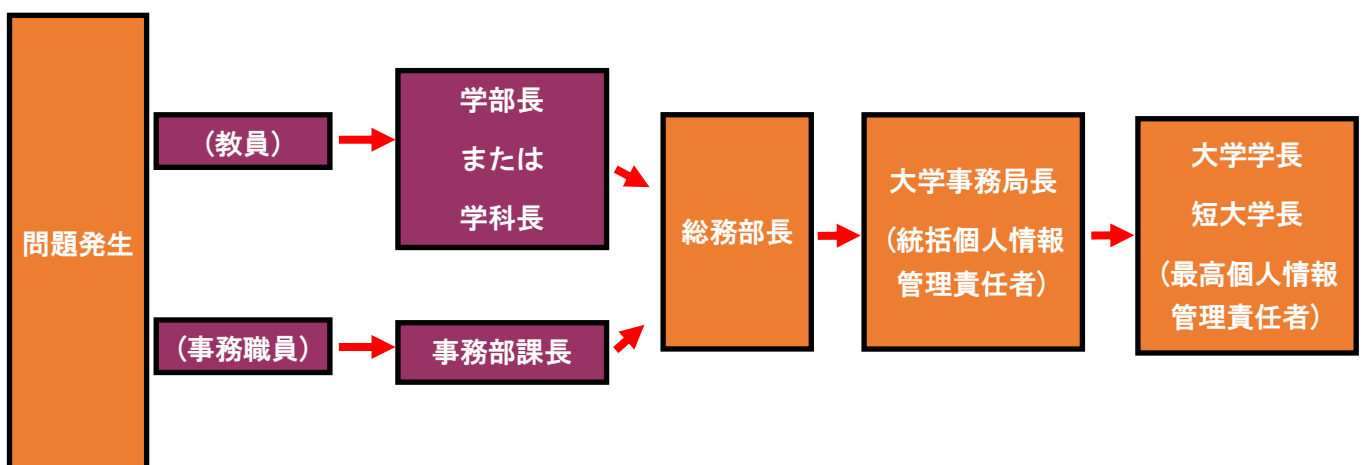 問題発生
（教員）
学部長
または
学科長
（事務職員）
事務部課長
総務部長
大学事務局長
（統括個人情報
管理責任者）
大学学長
短大学長
（最高個人情報
管理責任者）